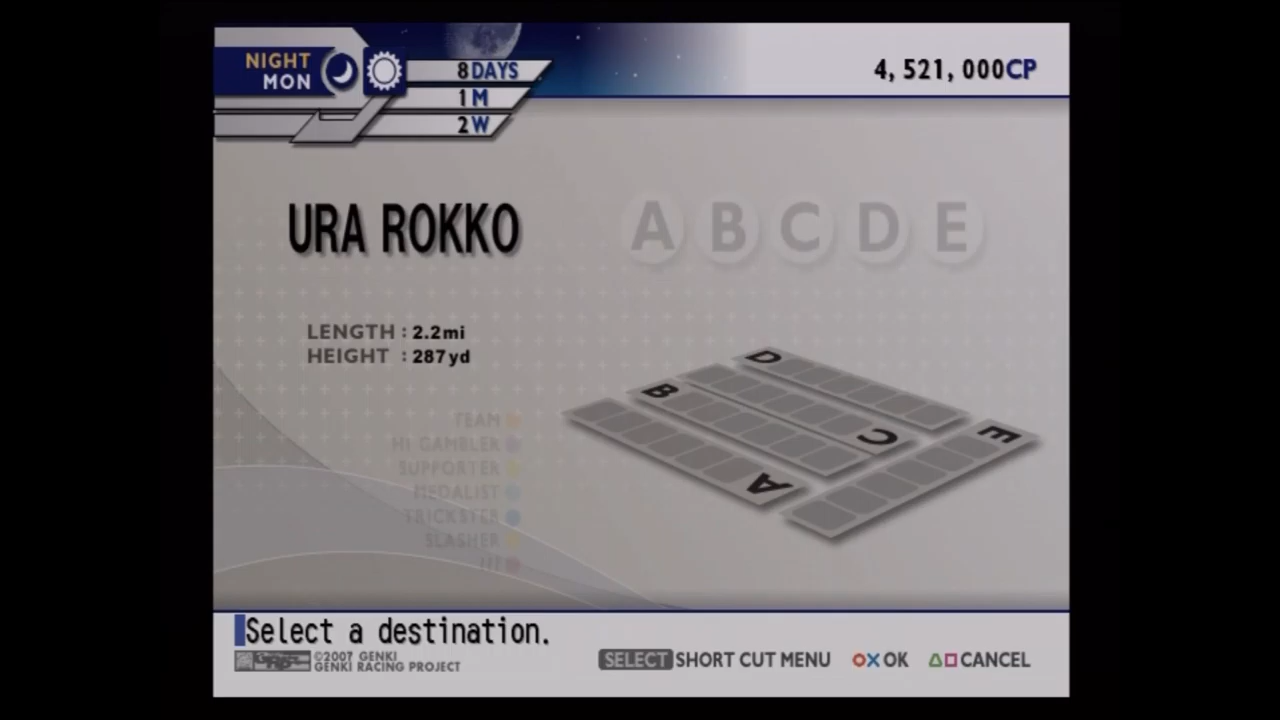 NIGHT
MON
8DAYS
1M
2W
4,521,000CP
URA ROKKO
A B C D E
LENGTH : 2.2mi
HEIGHT : 287yd
TEAM
HI GAMBLER
SUPPORTER
MEDALIST
TRICKSTER
SLASHER
D
B
C
E
A
Select a destination.
©2007 GENKI
GENKI RACING PROJECT
SELECT SHORT CUT MENU
OK
CANCEL